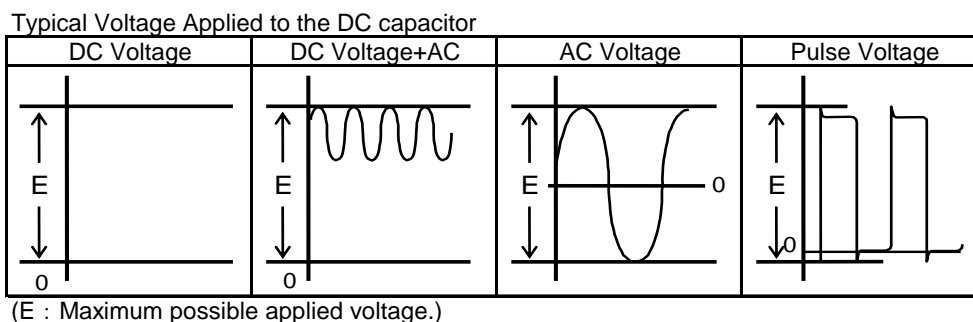 Typical Voltage Applied to the DC capacitor
DC Voltage DC Voltage+AC AC Voltage Pulse Voltage
E E E 0 E
0
0 0
(E：Maximum possible applied voltage.)